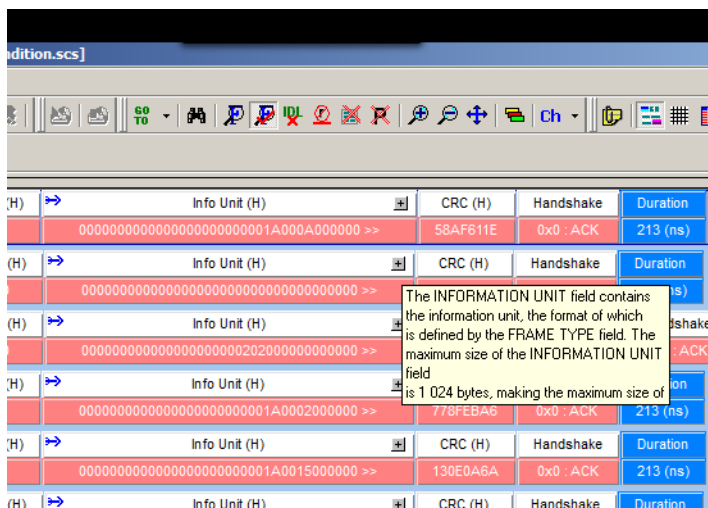 ndition.scs]
GO
TO
IDL
Ch
(H) Info Unit (H) + CRC (H) Handshake Duration
0000000000000000000000001A000A000000 >> 58AF611E 0x0 : ACK 213 (ns)
(H) Info Unit (H) + CRC (H) Handshake Duration
000000000000000000000000000000000000 >> ns)
The INFORMATION UNIT field contains
the information unit, the format of which
is defined by the FRAME TYPE field. The
maximum size of the INFORMATION UNIT
field
is 1 024 bytes, making the maximum size of
(H) Info Unit (H) + dshake
000000000000000000000202000000000000 >> : ACK
(H) Info Unit (H) + on
0000000000000000000000001A0002000000 >> 778FEBA6 0x0 : ACK 213 (ns)
(H) Info Unit (H) + CRC (H) Handshake Duration
0000000000000000000000001A0015000000 >> 130E0A6A 0x0 : ACK 213 (ns)
(H) Info Unit (H) + CRC (H) Handshake Duration